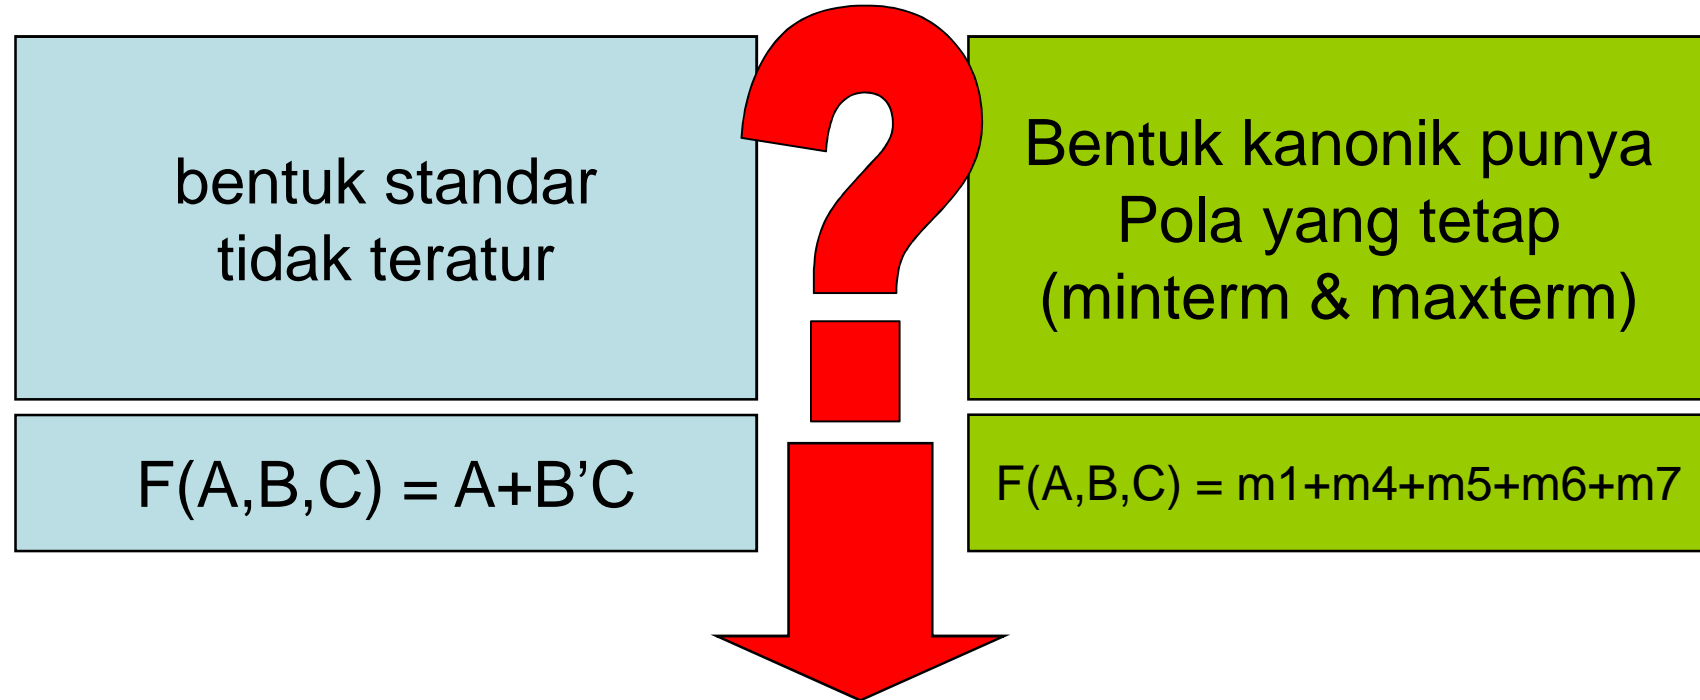 bentuk standar
tidak teratur
F(A,B,C) = A+B’C
?
Bentuk kanonik punya
Pola yang tetap
(minterm & maxterm)
F(A,B,C) = m1+m4+m5+m6+m7